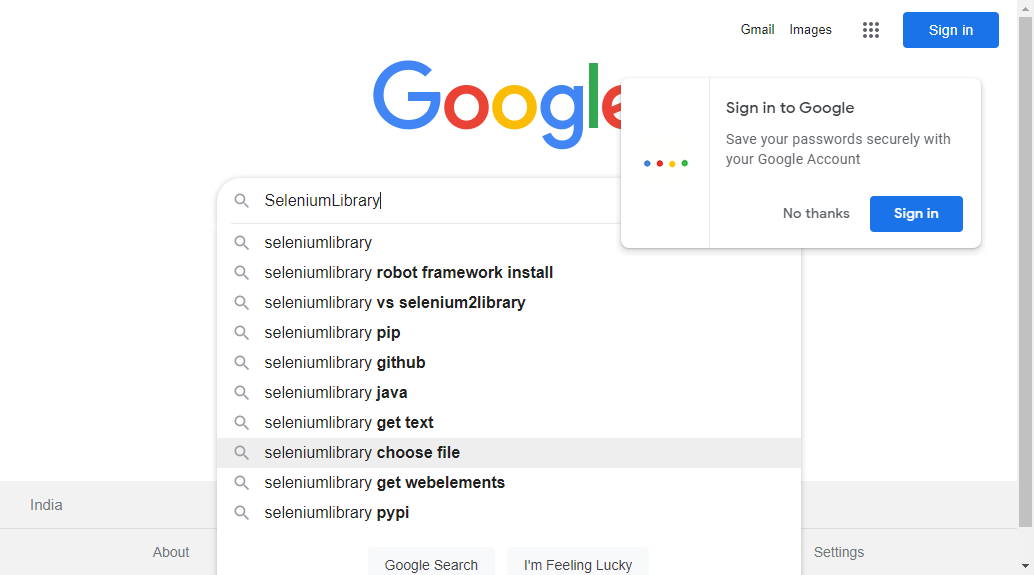 Gmail Images Sign in
Google
Sign in to Google
Save your passwords securely with
your Google Account
No thanks Sign in
SeleniumLibrary
seleniumlibrary
seleniumlibrary robot framework install
seleniumlibrary vs selenium2library
seleniumlibrary pip
seleniumlibrary github
seleniumlibrary java
seleniumlibrary get text
seleniumlibrary choose file
seleniumlibrary get webelements
seleniumlibrary pypi
India
About Settings
Google Search I'm Feeling Lucky